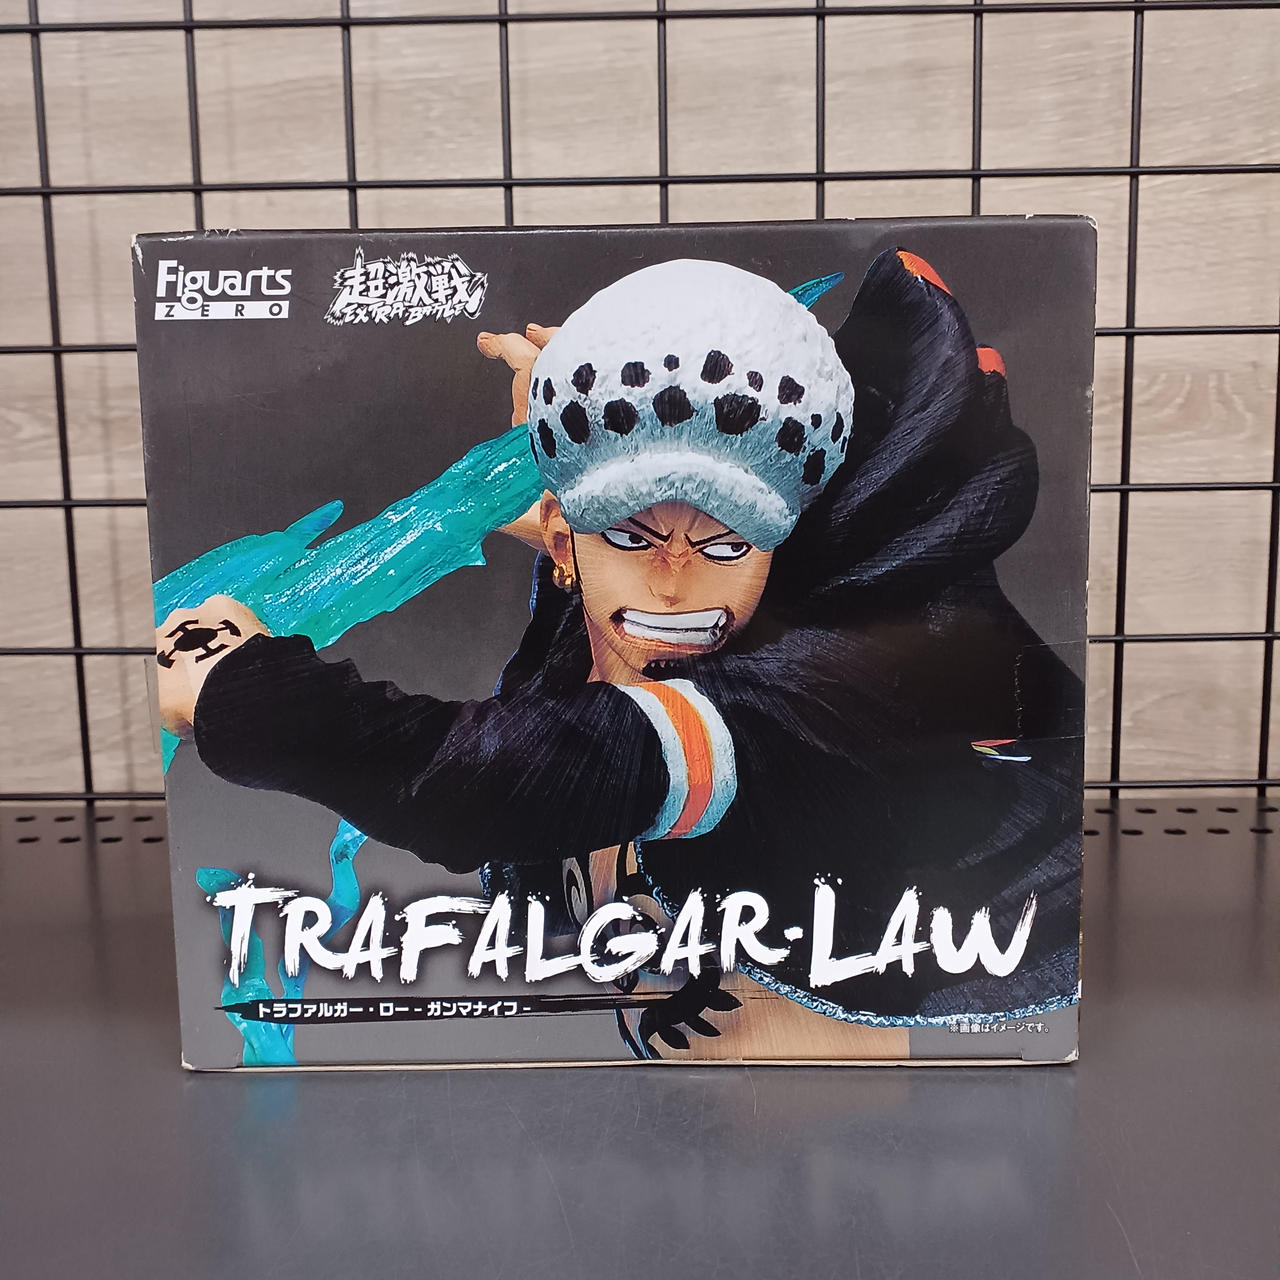 Figuarts
ZERO
超激戦
EXTRA-BATTLE
TRAFALGAR・LAW
トラファルガー・ロー -ガンマナイフ-
※画像はイメージです。